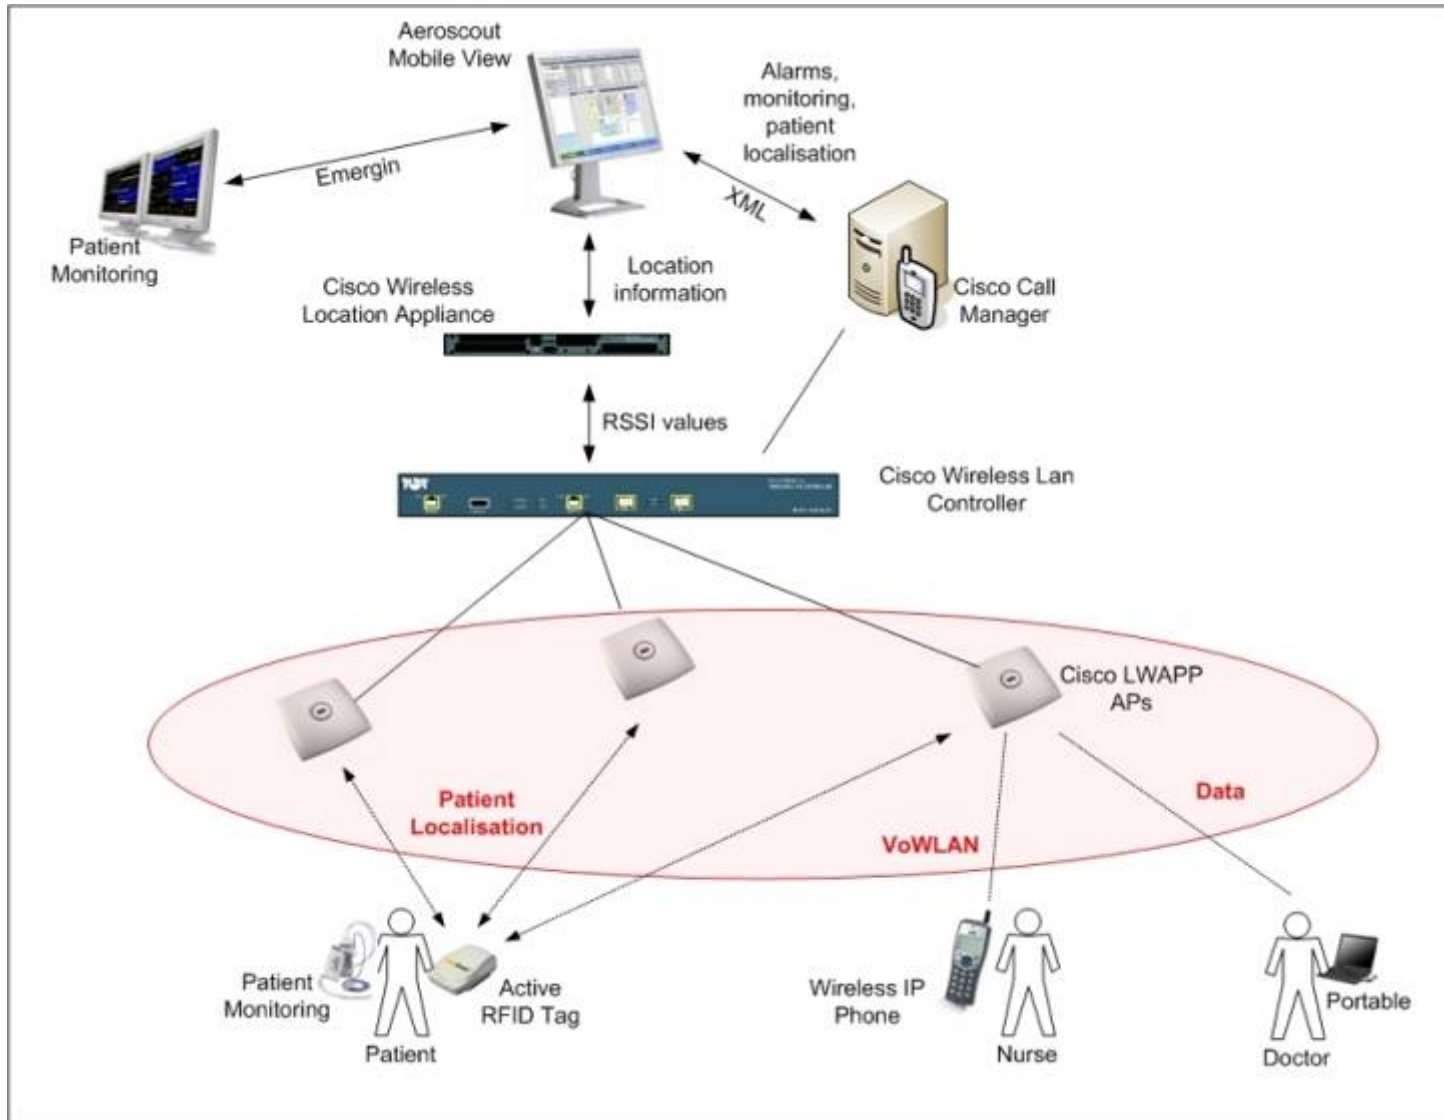 Aeroscout
Mobile View
Alarms,
monitoring,
patient
localisation
Emergin
XML
Patient
Monitoring
Cisco Wireless
Location Appliance
Location
information
Cisco Call
Manager
RSSI values
Cisco Wireless Lan
Controller
Cisco LWAPP
APs
Patient
Localisation
Data
VoWLAN
Patient
Monitoring
Active
RFID Tag
Patient
Wireless IP
Phone
Nurse
Portable
Doctor